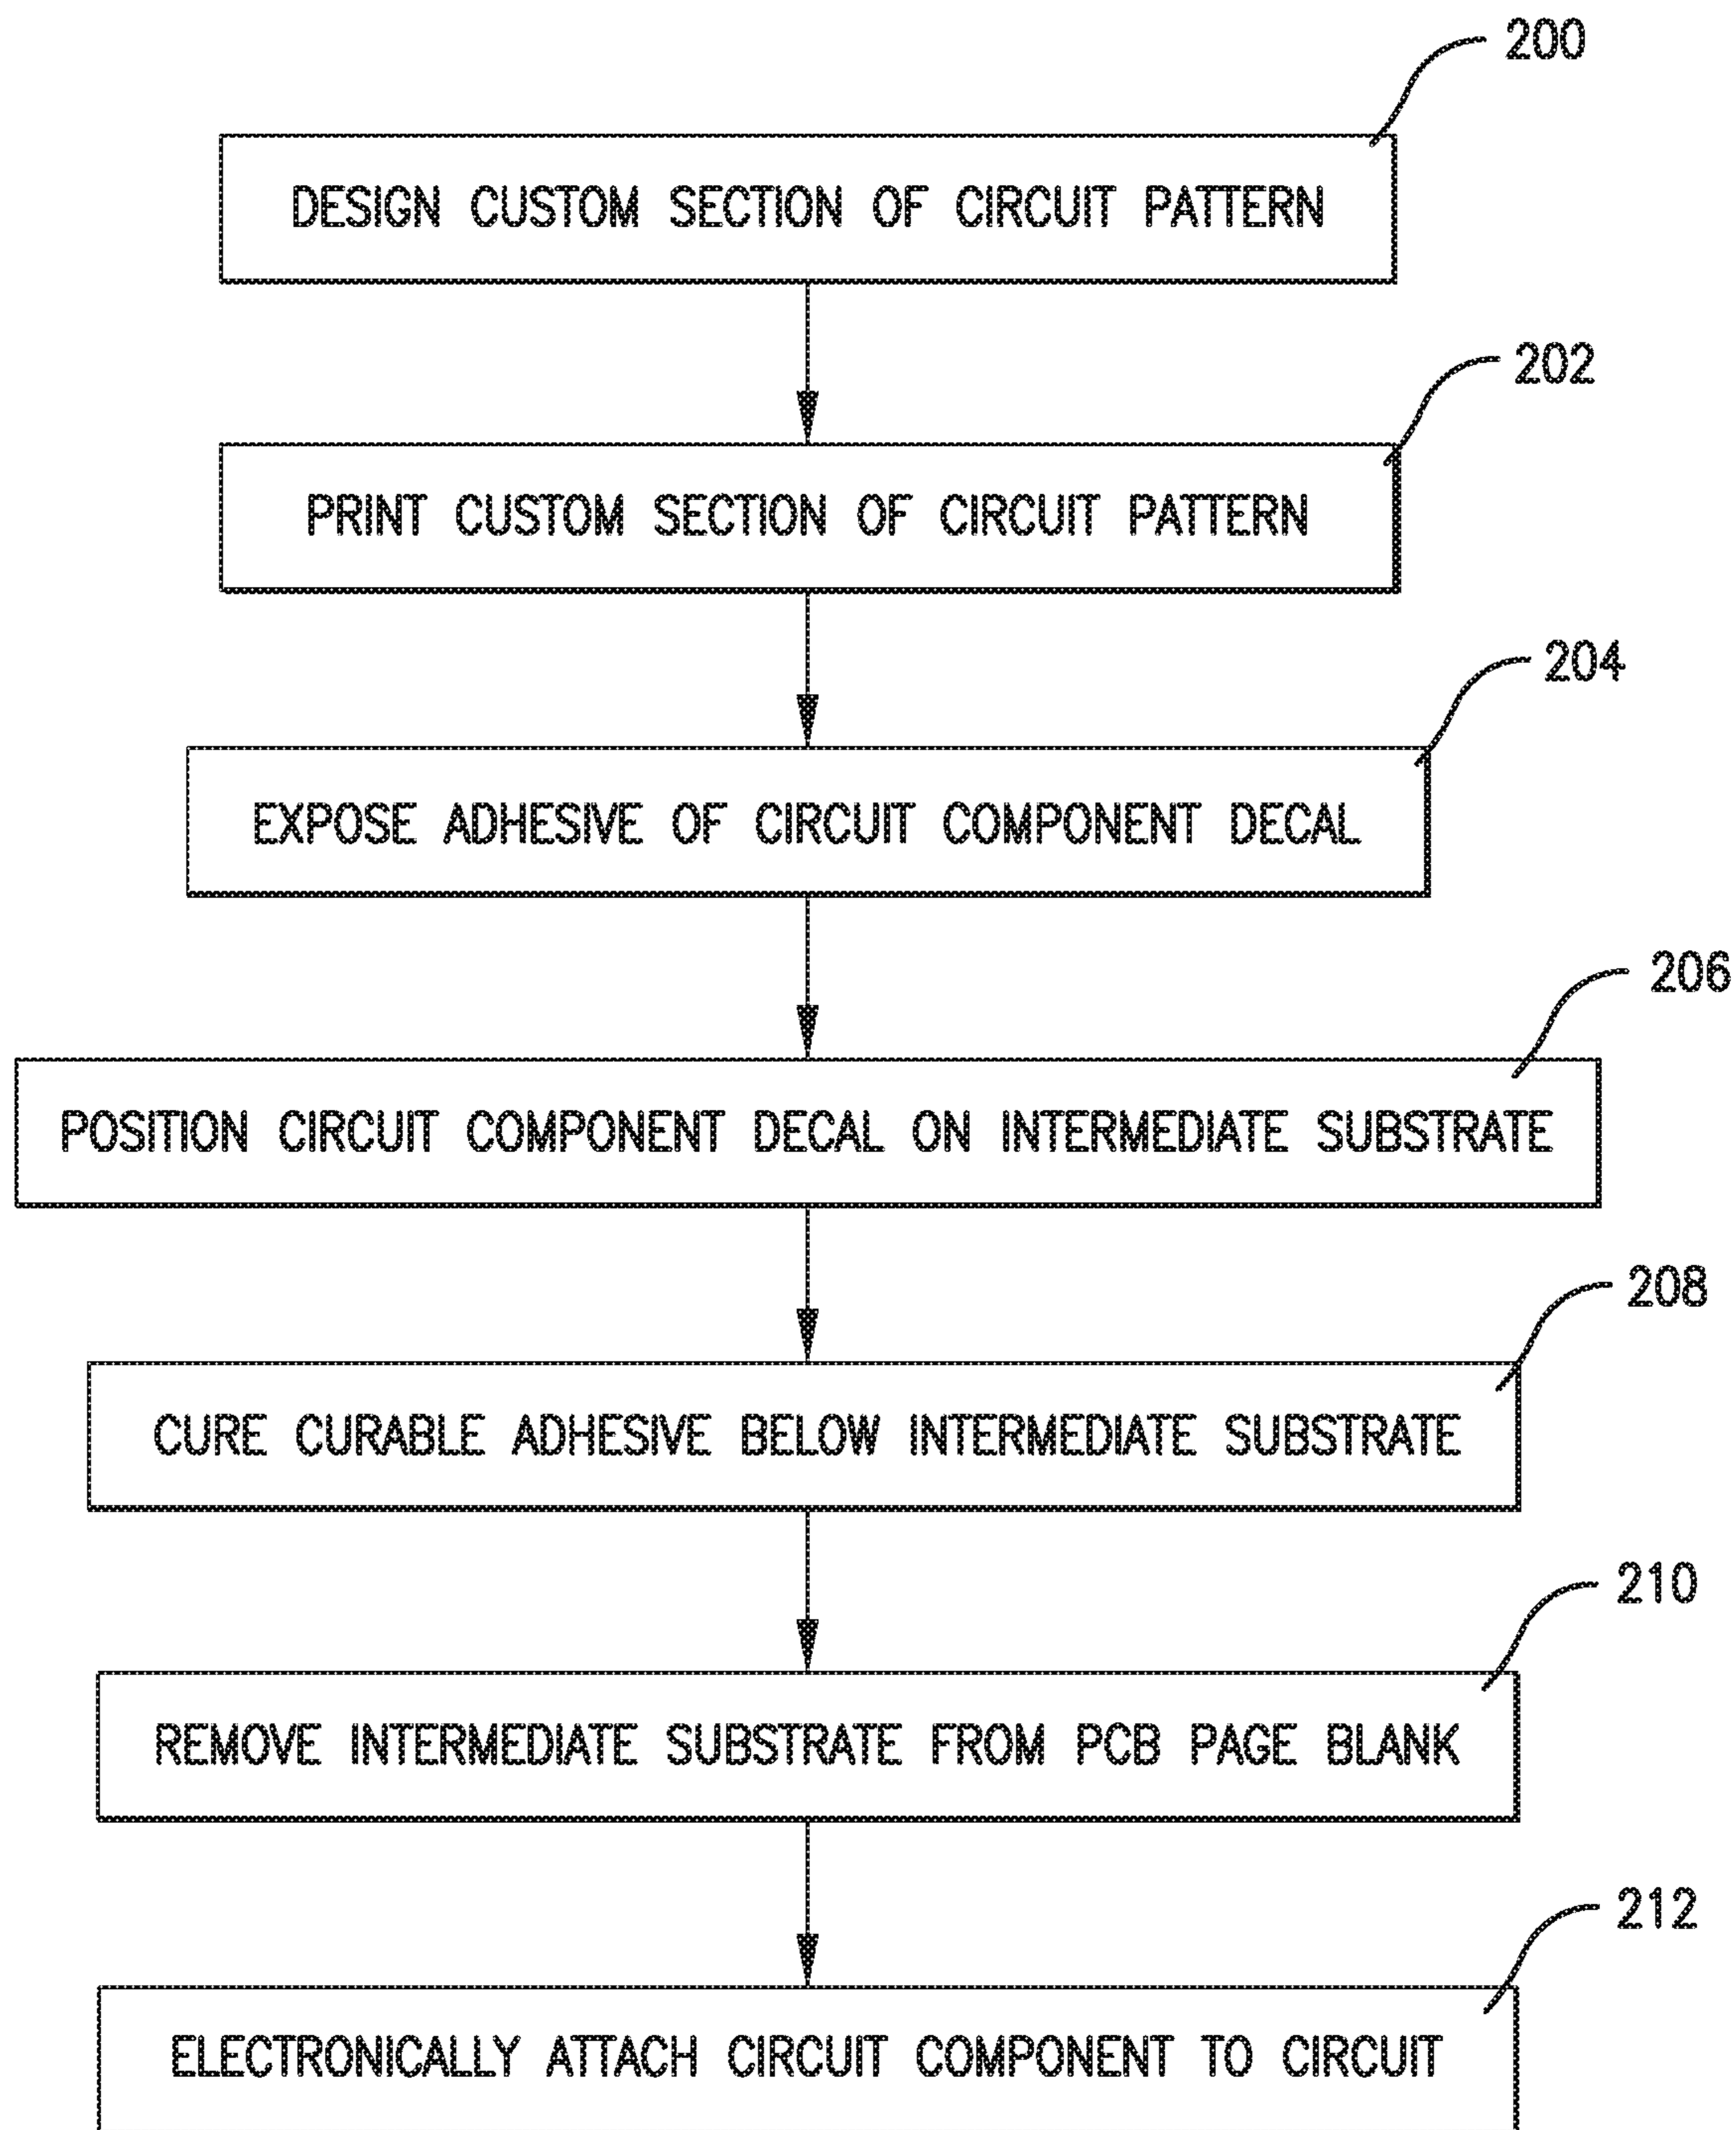 200
DESIGN CUSTOM SECTION OF CIRCUIT PATTERN
202
PRINT CUSTOM SECTION OF CIRCUIT PATTERN
204
EXPOSE ADHESIVE OF CIRCUIT COMPONENT DECAL
206
POSITION CIRCUIT COMPONENT DECAL ON INTERMEDIATE SUBSTRATE
208
CURE CURABLE ADHESIVE BELOW INTERMEDIATE SUBSTRATE
210
REMOVE INTERMEDIATE SUBSTRATE FROM PCB PAGE BLANK
212
ELECTRONICALLY ATTACH CIRCUIT COMPONENT TO CIRCUIT